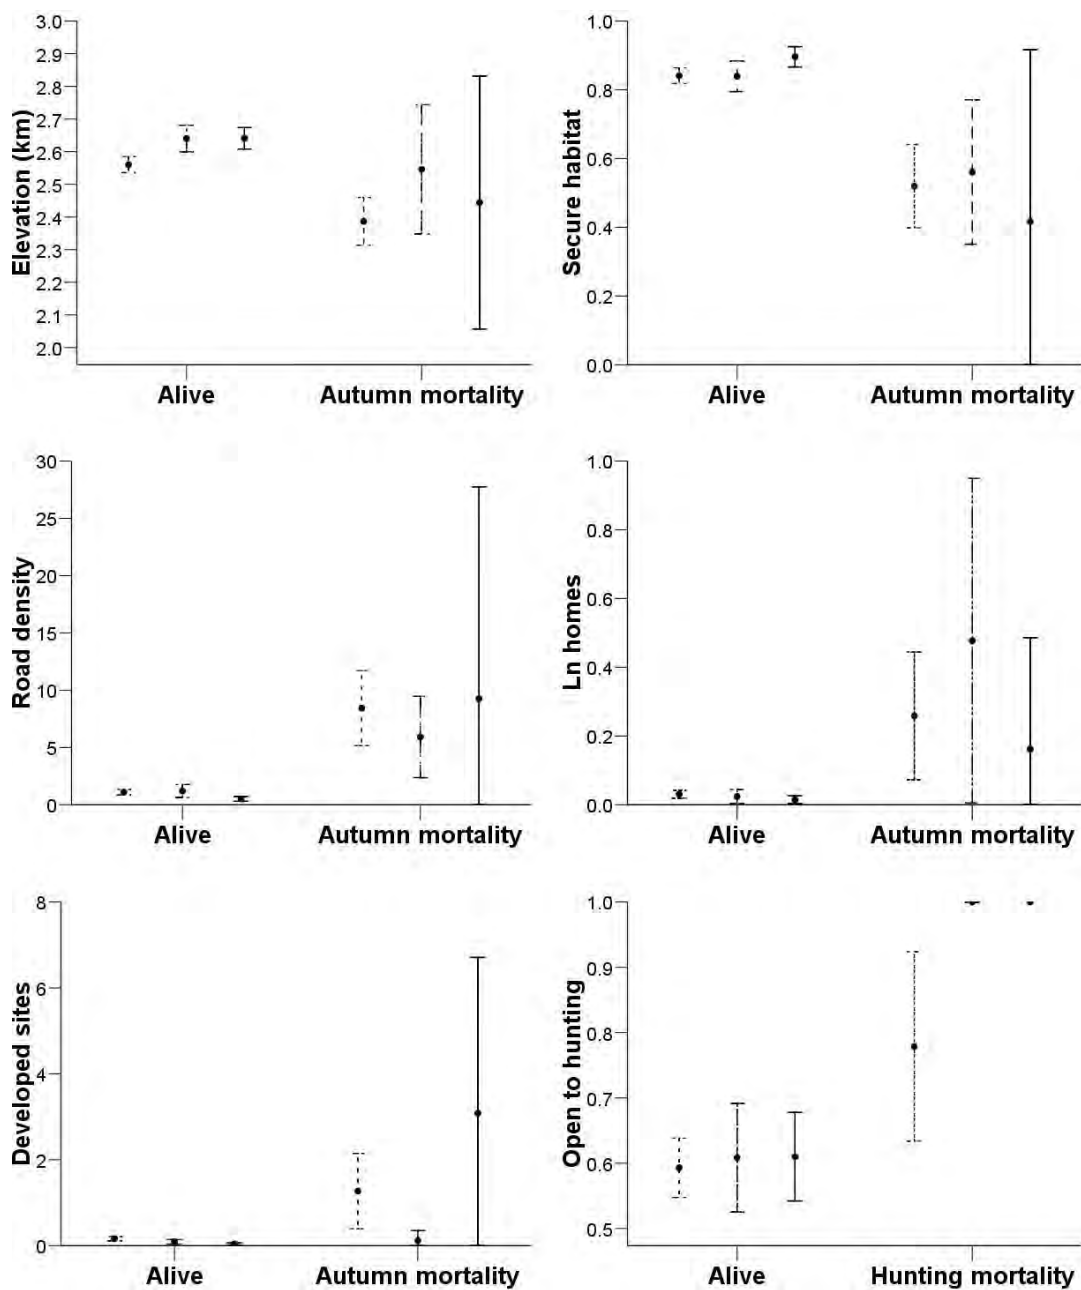 Elevation (km)
3.0
2.9
2.8
2.7
2.6
2.5
2.4
2.3
2.2
2.1
2.0
Alive
Autumn mortality
Secure habitat
1.0
0.8
0.6
0.4
0.2
0.0
Alive
Autumn mortality
Road density
30
25
20
15
10
5
0
Alive
Autumn mortality
Ln homes
1.0
0.8
0.6
0.4
0.2
0.0
Alive
Autumn mortality
Developed sites
8
6
4
2
0
Alive
Autumn mortality
Open to hunting
1.0
0.9
0.8
0.7
0.6
0.5
Alive
Hunting mortality